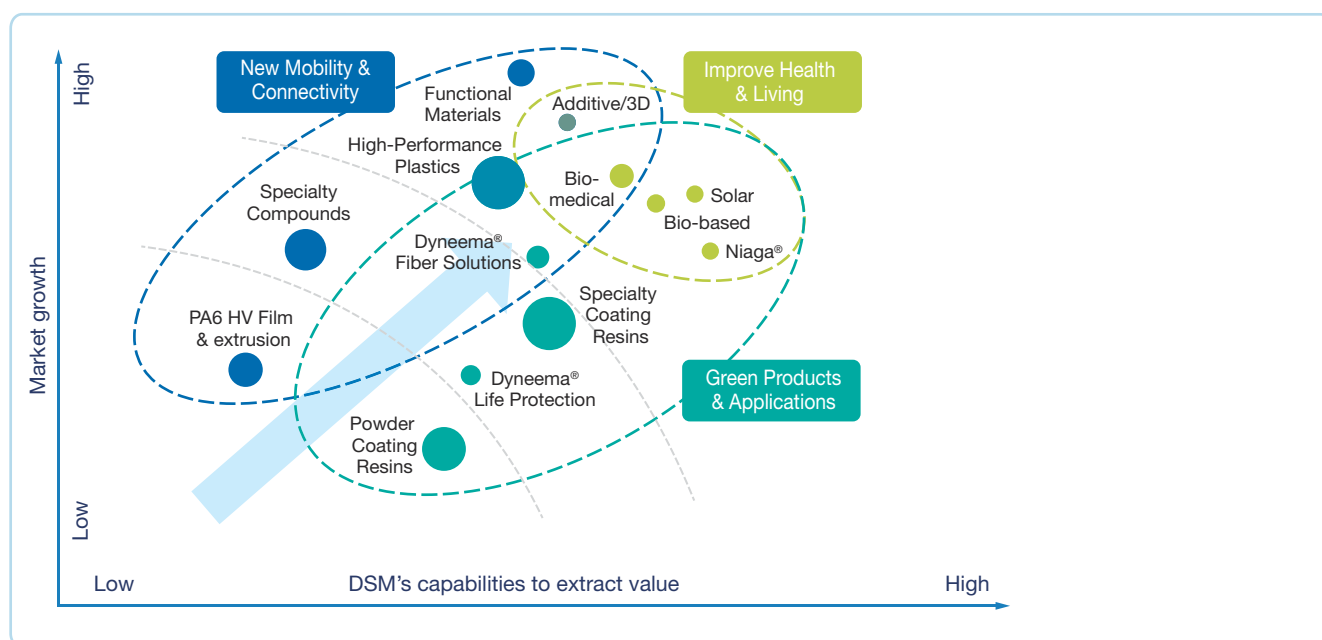 New Mobility &
Connectivity
Improve Health
& Living
High
Functional
Materials
Additive/3D
High-Performance
Plastics
Bio-
medical
Solar
Bio-based
Niaga®
Specialty
Compounds
Dyneema®
Fiber Solutions
Specialty
Coating
Resins
PA6 HV Film
& extrusion
Market growth
Dyneema®
Life Protection
Green Products
& Applications
Powder
Coating
Resins
Low
Low
DSM's capabilities to extract value
High